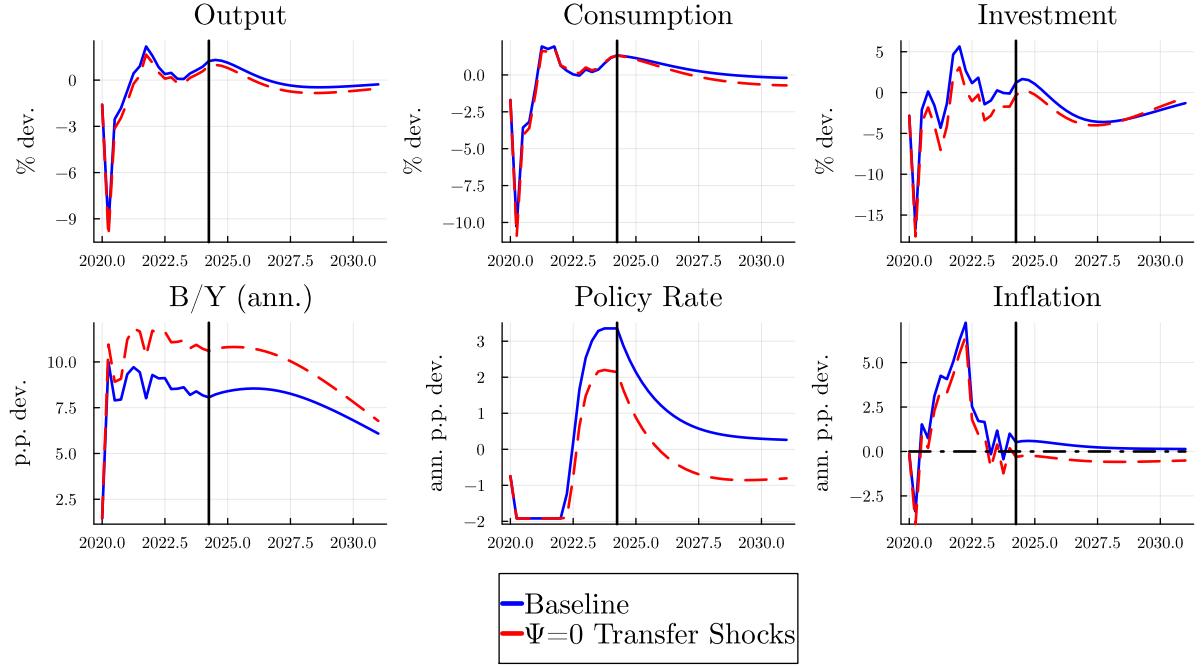 Output
% dev.
0
−3
−6
−9
2020.0 2022.5 2025.0 2027.5 2030.0
Consumption
% dev.
0.0
−2.5
−5.0
−7.5
−10.0
2020.0 2022.5 2025.0 2027.5 2030.0
Investment
% dev.
5
0
−5
−10
−15
2020.0 2022.5 2025.0 2027.5 2030.0
B/Y (ann.)
p.p. dev.
10.0
7.5
5.0
2.5
2020.0 2022.5 2025.0 2027.5 2030.0
Policy Rate
ann. p.p. dev.
3
2
1
0
−1
−2
2020.0 2022.5 2025.0 2027.5 2030.0
Inflation
ann. p.p. dev.
5.0
2.5
0.0
−2.5
2020.0 2022.5 2025.0 2027.5 2030.0
Baseline
Ψ=0 Transfer Shocks